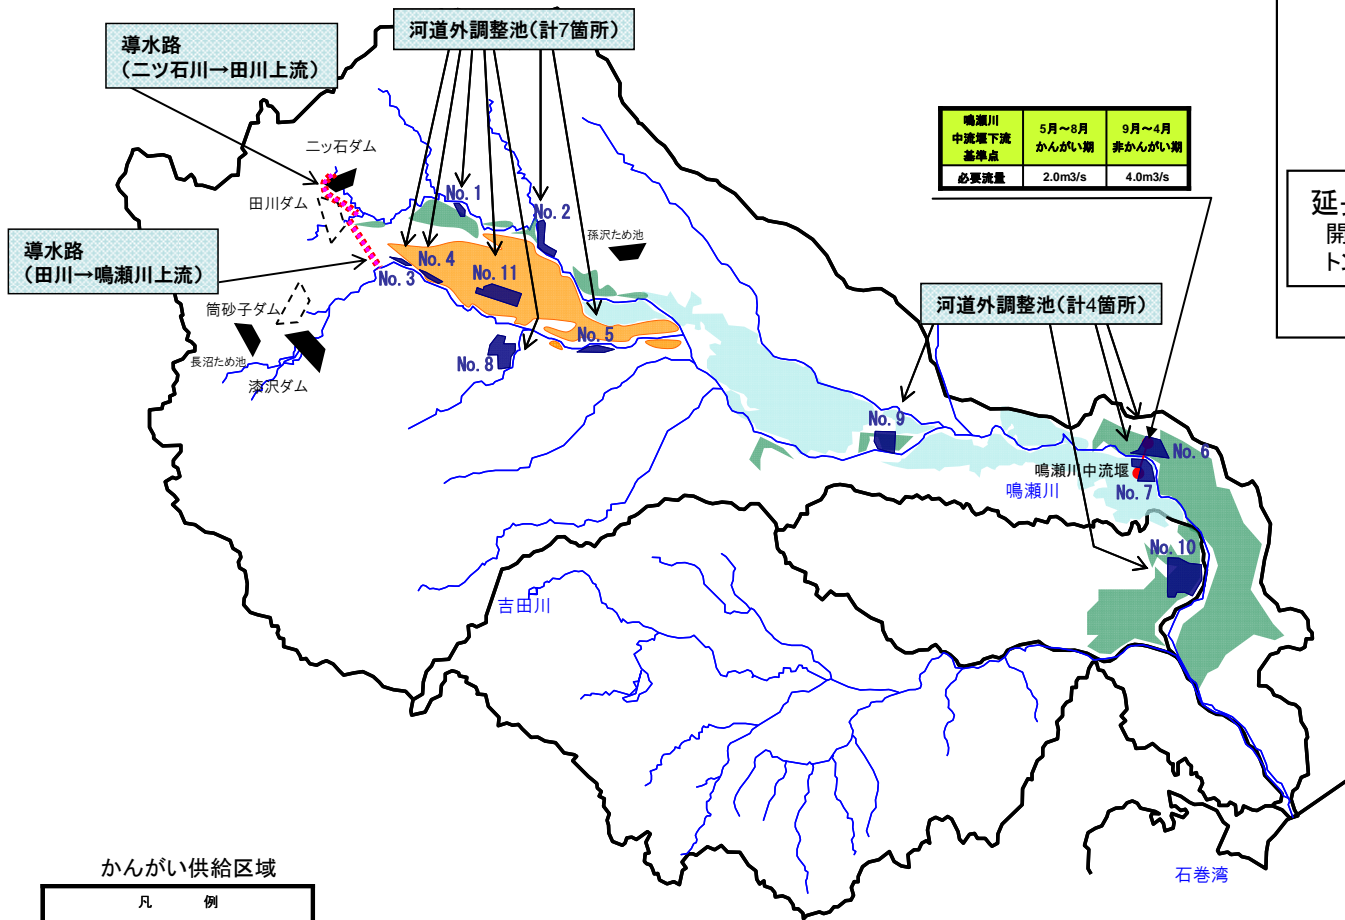 河道外調整池(計7箇所)
導水路
(二ツ石川→田川上流)
鳴瀬川
中流堰下流
基準点
5月~8月
かんがい期
9月~4月
非かんがい期
必要流量
2.0m3/s
4.0m3/s
二ッ石ダム
田川ダム
No. 1
No. 2
孫沢ため池
延
開
ト
導水路
(田川→鳴瀬川上流)
No. 4
No. 3
No. 11
筒砂子ダム
長沼ため池
漆沢ダム
No. 5
No. 8
河道外調整池(計4箇所)
No. 9
No. 6
鳴瀬川中流堰
鳴瀬川
No. 7
No. 10
吉田川
石巻湾
かんがい供給区域
凡 例